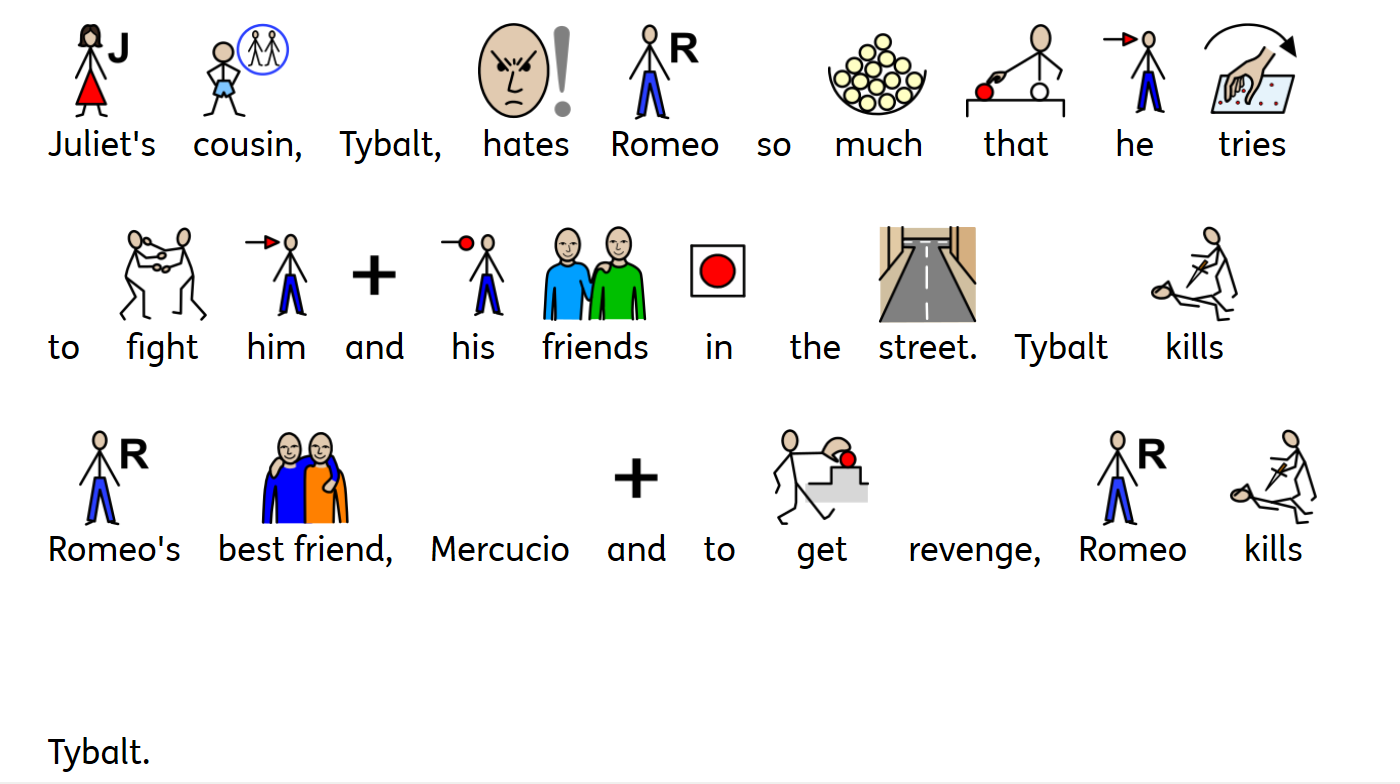 J R
Juliet's cousin, Tybalt, hates Romeo so much that he tries
to fight him and his friends in the street. Tybalt kills
R R
Romeo's best friend, Mercucio and to get revenge, Romeo kills
Tybalt.